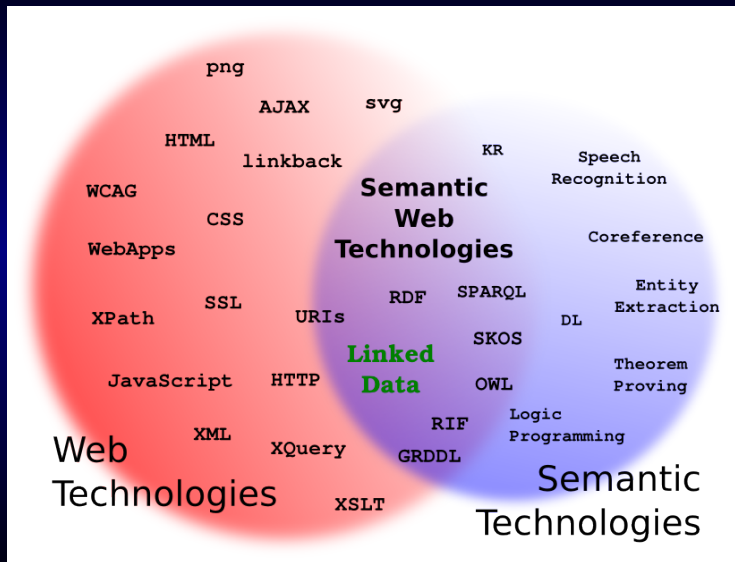 png
AJAX
svg
HTML
linkback
KR
Speech
Recognition
WCAG
Semantic
Web
Technologies
CSS
WebApps
Coreference
RDF
SPARQL
Entity
Extraction
SSL
URIs
XPath
DL
SKOS
Linked
Data
Theorem
Proving
JavaScript
HTTP
OWL
RIF
Logic
Programming
XML
XQuery
GRDDL
Web
Technologies
Semantic
Technologies
XSLT